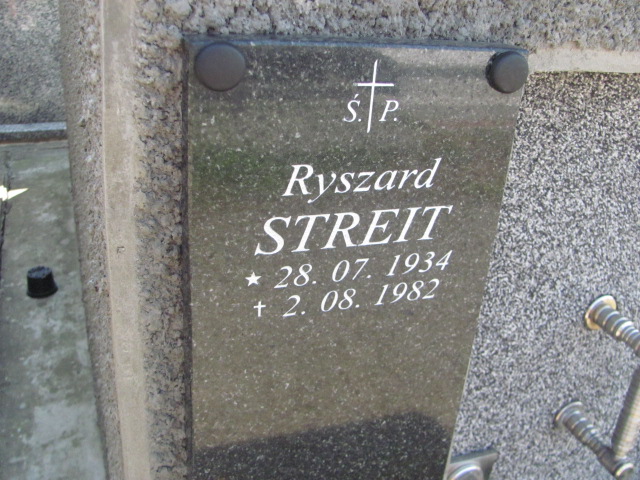 Ś.P.
Ryszard
STREIT
★ 28. 07. 1934
✝ 2. 08. 1982